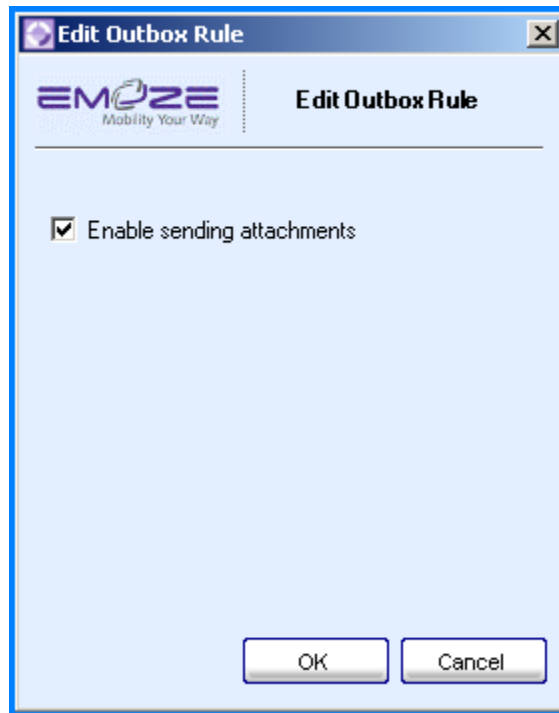 Edit Outbox Rule
EMOZE
Mobility Your Way
Edit Outbox Rule
Enable sending attachments
OK
Cancel